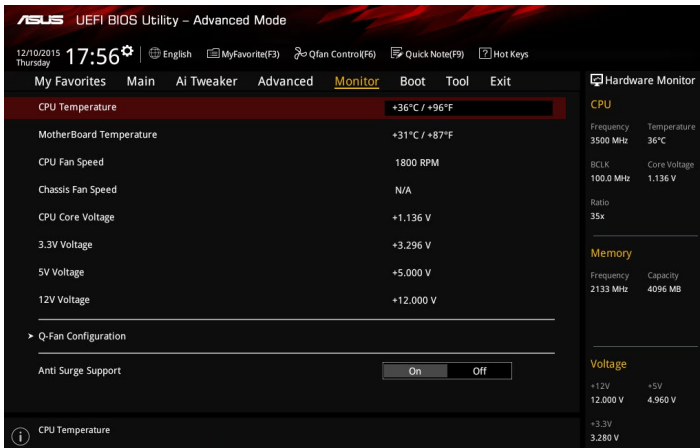 ASUS UEFI BIOS Utility – Advanced Mode
12/10/2015 Thursday 17:56 English MyFavorite(F3) Qfan Control(F6) Quick Note(F9) ? Hot Keys
My Favorites Main Ai Tweaker Advanced Monitor Boot Tool Exit
Hardware Monitor
CPU Temperature +36°C / +96°F
MotherBoard Temperature +31°C / +87°F
CPU Fan Speed 1800 RPM
Chassis Fan Speed N/A
CPU Core Voltage +1.136 V
3.3V Voltage +3.296 V
5V Voltage +5.000 V
12V Voltage +12.000 V
> Q-Fan Configuration
Anti Surge Support On Off
CPU Temperature
CPU
Frequency Temperature
3500 MHz 36°C
BCLK Core Voltage
100.0 MHz 1.136 V
Ratio
35x
Memory
Frequency Capacity
2133 MHz 4096 MB
Voltage
+12V +5V
12.000 V 4.960 V
+3.3V
3.280 V